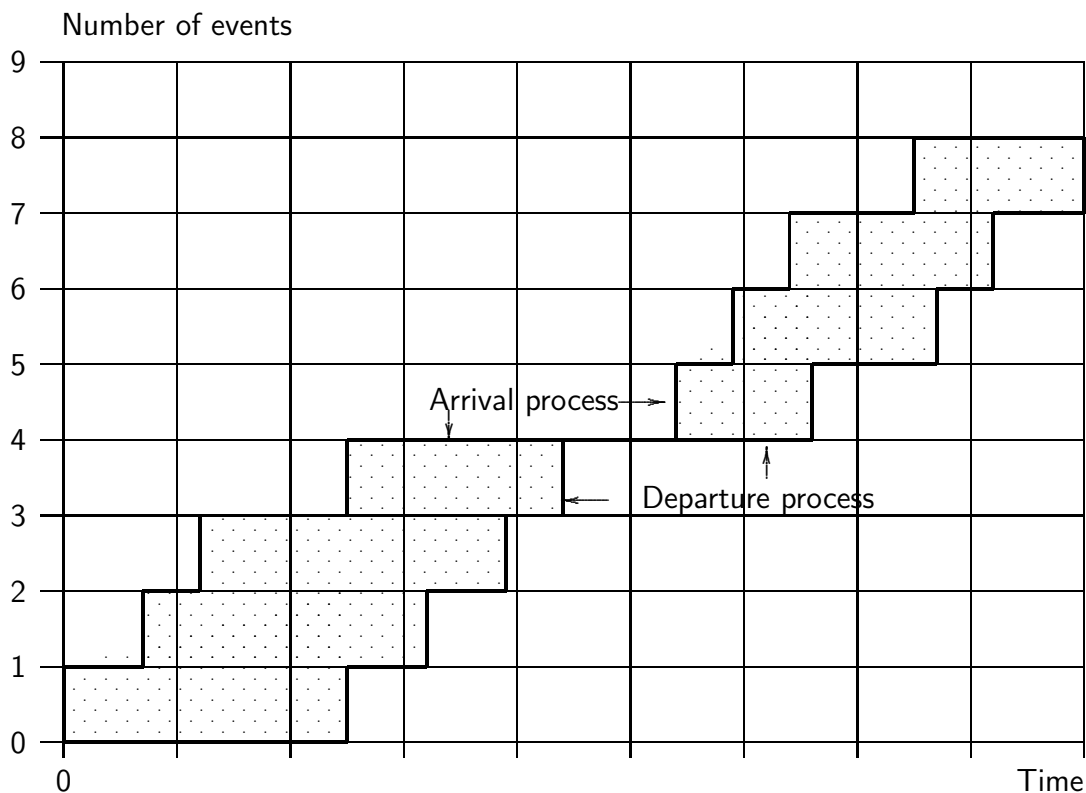 Number of events
9
8
7
6
5
Arrival process
4
Departure process
3
2
1
0
0
Time